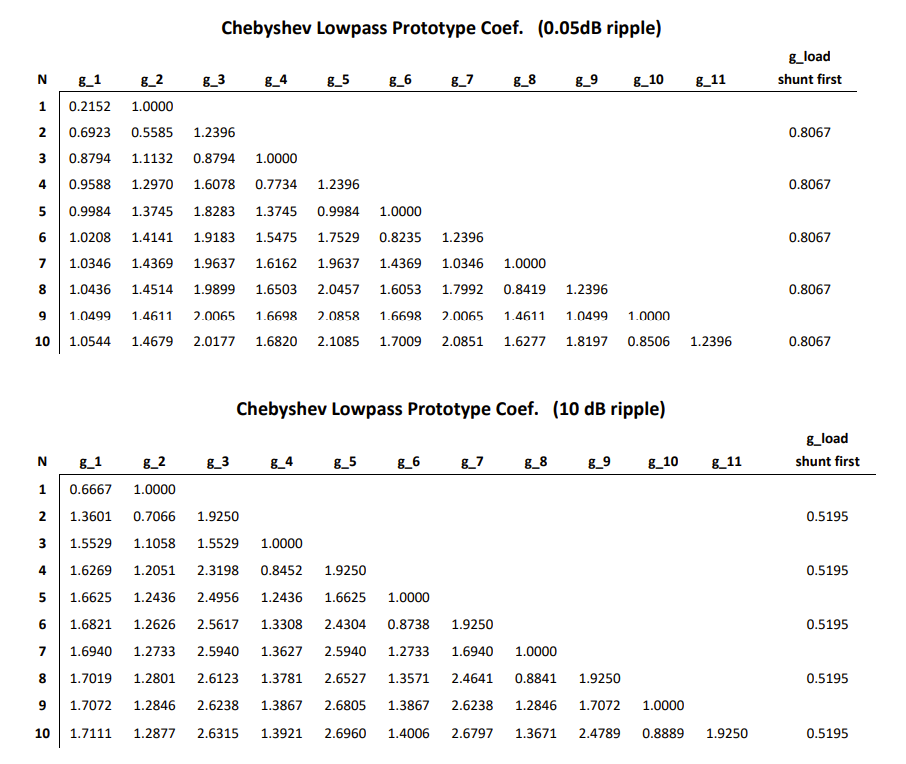 Chebyshev Lowpass Prototype Coef. (0.05dB ripple)
g_load
N g_1 g_2 g_3 g_4 g_5 g_6 g_7 g_8 g_9 g_10 g_11 shunt first
1 0.2152 1.0000
2 0.6923 0.5585 1.2396 0.8067
3 0.8794 1.1132 0.8794 1.0000
4 0.9588 1.2970 1.6078 0.7734 1.2396 0.8067
5 0.9984 1.3745 1.8283 1.3745 0.9984 1.0000
6 1.0208 1.4141 1.9183 1.5475 1.7529 0.8235 1.2396 0.8067
7 1.0346 1.4369 1.9637 1.6162 1.9637 1.4369 1.0346 1.0000
8 1.0436 1.4514 1.9899 1.6503 2.0457 1.6053 1.7992 0.8419 1.2396 0.8067
9 1.0499 1.4611 2.0065 1.6698 2.0858 1.6698 2.0065 1.4611 1.0499 1.0000
10 1.0544 1.4679 2.0177 1.6820 2.1085 1.7009 2.0851 1.6277 1.8197 0.8506 1.2396 0.8067
Chebyshev Lowpass Prototype Coef. (10 dB ripple)
g_load
N g_1 g_2 g_3 g_4 g_5 g_6 g_7 g_8 g_9 g_10 g_11 shunt first
1 0.6667 1.0000
2 1.3601 0.7066 1.9250 0.5195
3 1.5529 1.1058 1.5529 1.0000
4 1.6269 1.2051 2.3198 0.8452 1.9250 0.5195
5 1.6625 1.2436 2.4956 1.2436 1.6625 1.0000
6 1.6821 1.2626 2.5617 1.3308 2.4304 0.8738 1.9250 0.5195
7 1.6940 1.2733 2.5940 1.3627 2.5940 1.2733 1.6940 1.0000
8 1.7019 1.2801 2.6123 1.3781 2.6527 1.3571 2.4641 0.8841 1.9250 0.5195
9 1.7072 1.2846 2.6238 1.3867 2.6805 1.3867 2.6238 1.2846 1.7072 1.0000
10 1.7111 1.2877 2.6315 1.3921 2.6960 1.4006 2.6797 1.3671 2.4789 0.8889 1.9250 0.5195